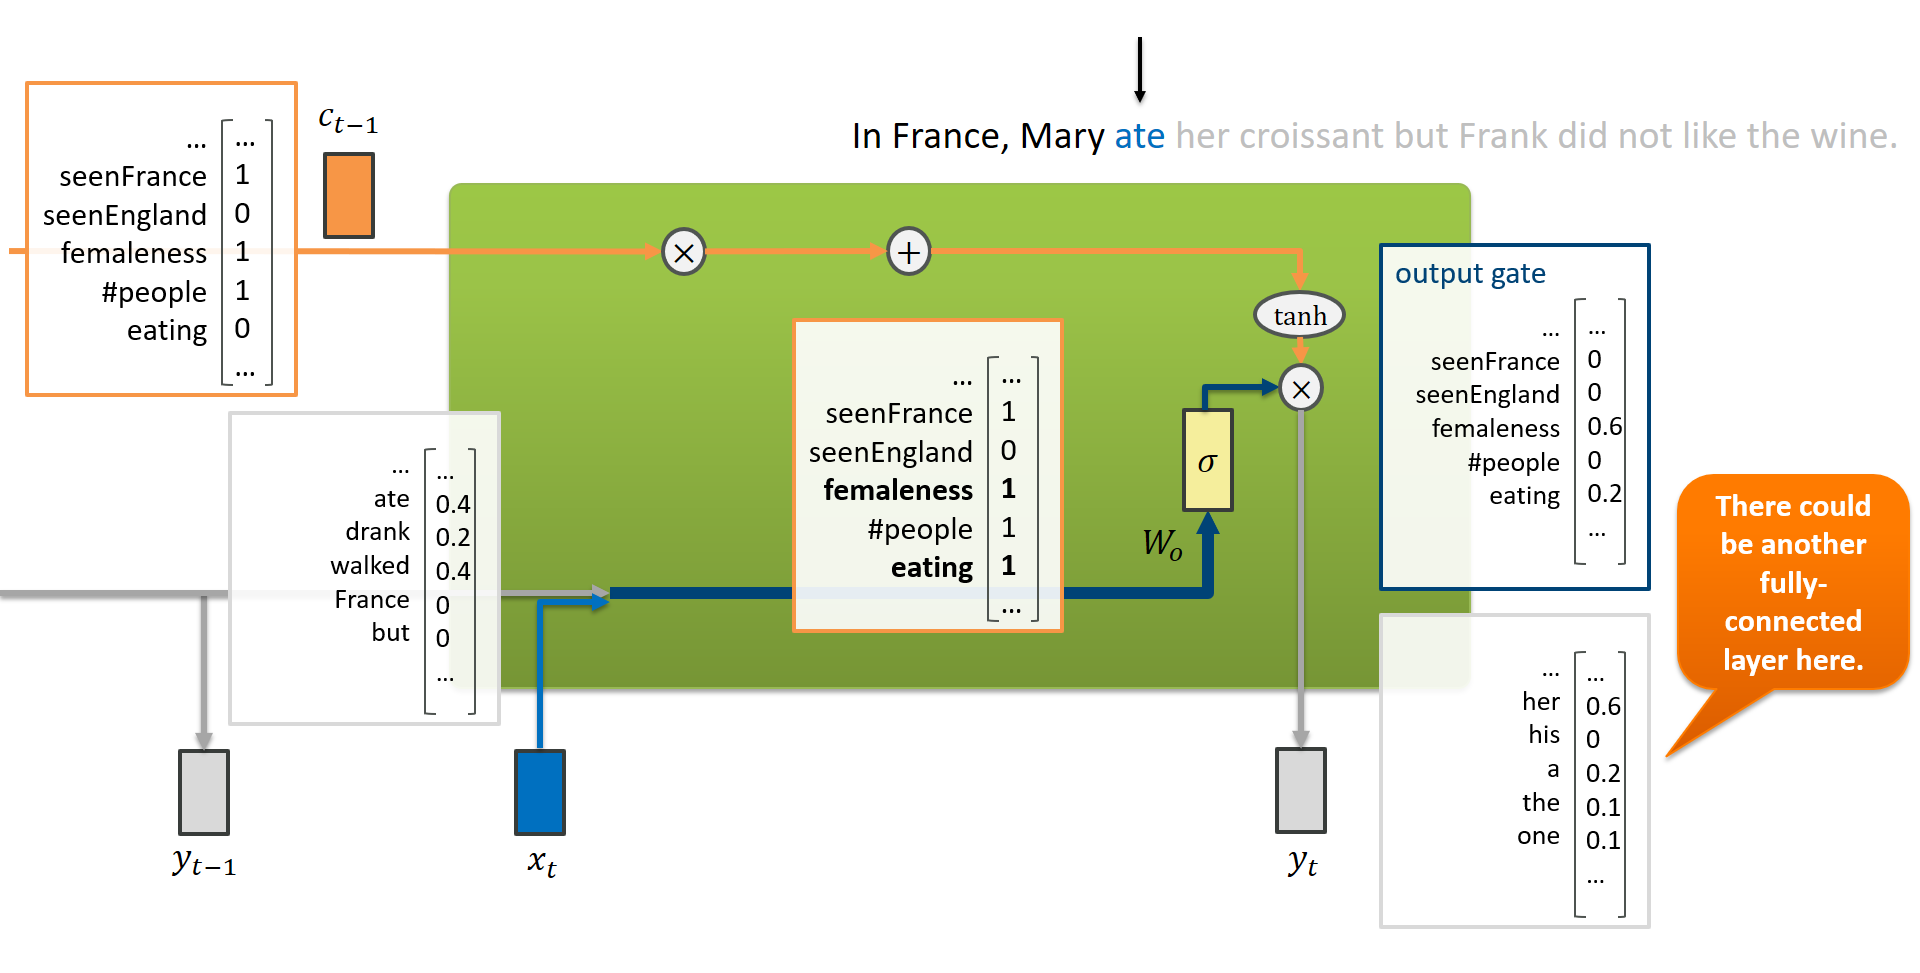 In France, Mary ate her croissant but Frank did not like the wine.
c_{t−1}
... ...
seenFrance 1
seenEngland 0
femaleness 1
#people 1
eating 0
...
×
+
tanh
×
σ
W_o
... ...
seenFrance 1
seenEngland 0
femaleness 1
#people 1
eating 1
...
output gate
... ...
seenFrance 0
seenEngland 0
femaleness 0.6
#people 0
eating 0.2
...
... ...
ate 0.4
drank 0.2
walked 0.4
France 0
but 0
...
There could
be another
fully-
connected
layer here.
... ...
her 0.6
his 0
a 0.2
the 0.1
one 0.1
...
y_{t−1}
x_t
y_t